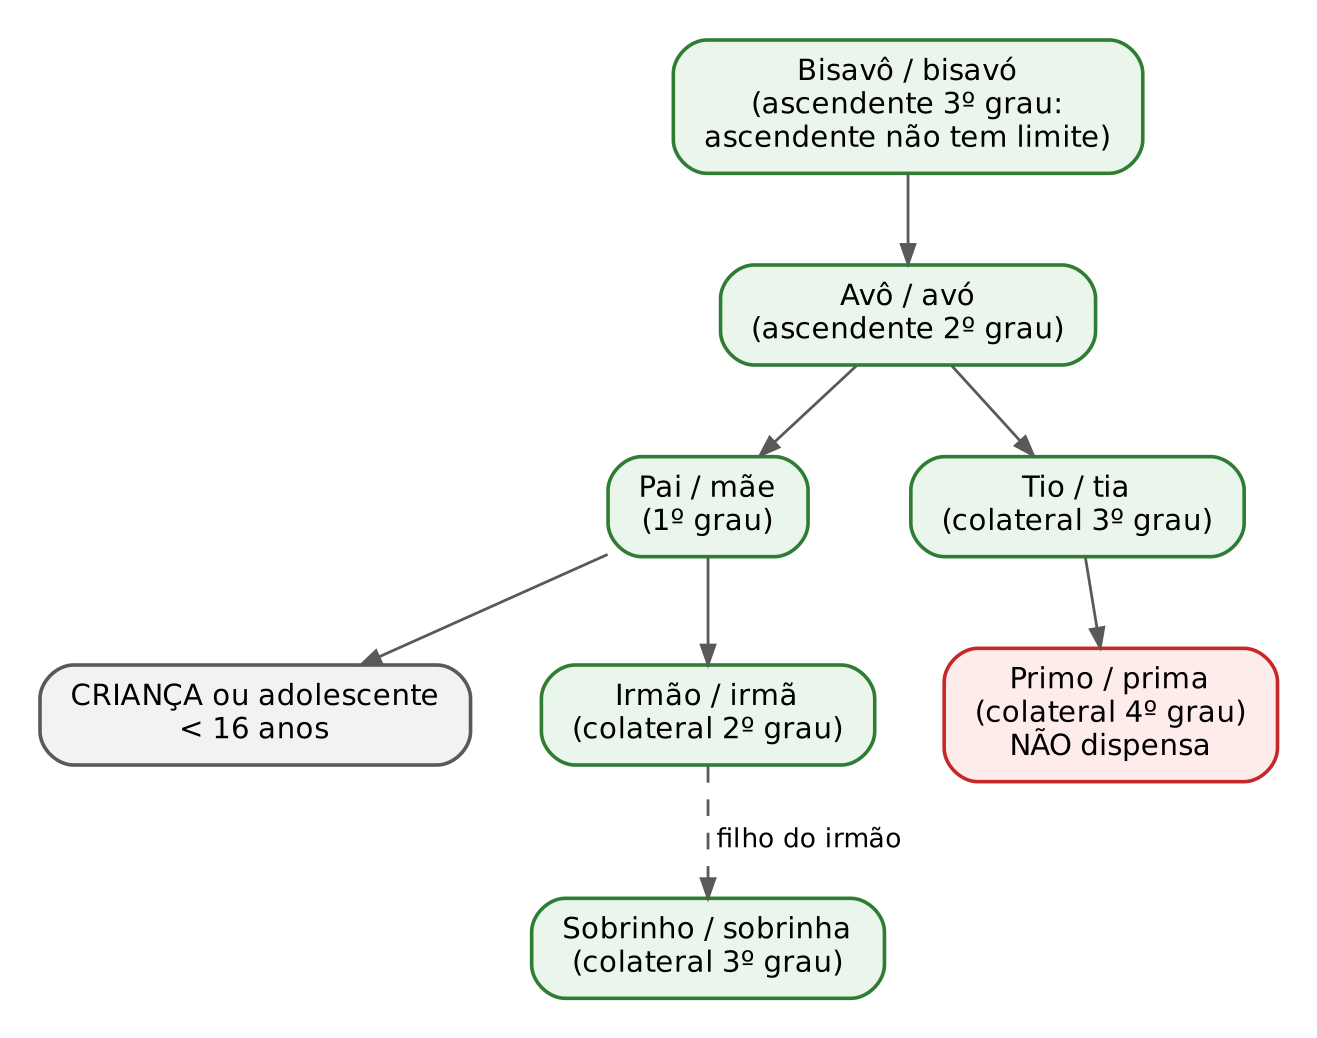 Bisavô / bisavó
(ascendente 3º grau:
ascendente não tem limite)
Avô / avó
(ascendente 2º grau)
Pai / mãe
(1º grau)
Tio / tia
(colateral 3º grau)
CRIANÇA ou adolescente
< 16 anos
Irmão / irmã
(colateral 2º grau)
Primo / prima
(colateral 4º grau)
NÃO dispensa
filho do irmão
Sobrinho / sobrinha
(colateral 3º grau)